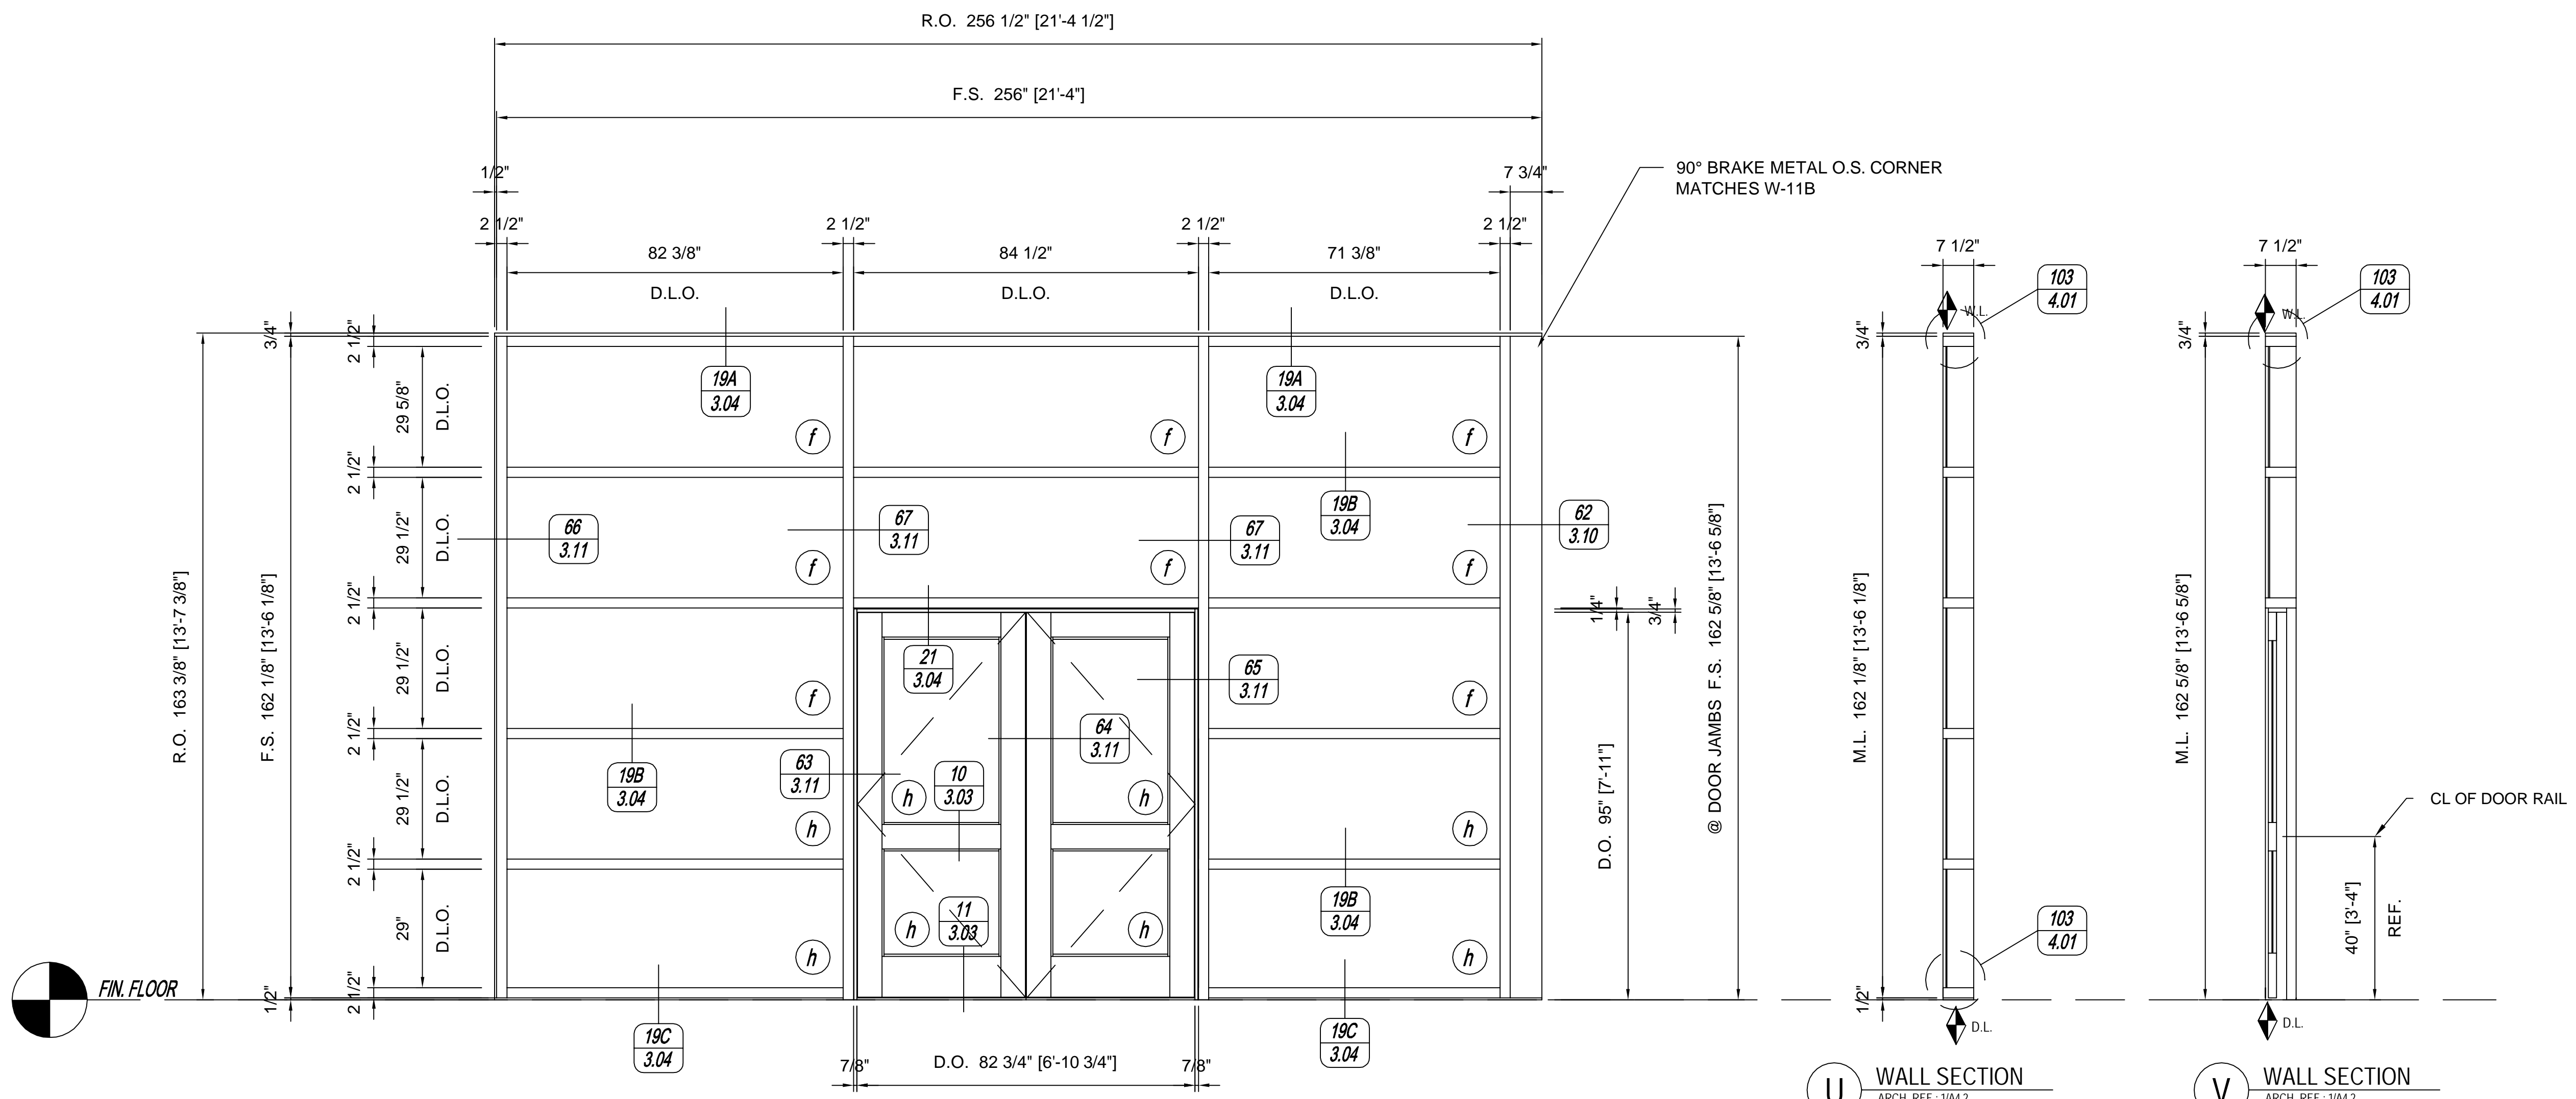 R.O. 256 1/2" [21'-4 1/2"]
F.S. 256" [21'-4"]
1/2"
7 3/4"
90° BRAKE METAL O.S. CORNER
MATCHES W-11B
2 1/2"
2 1/2"
2 1/2"
2 1/2"
82 3/8"
84 1/2"
71 3/8"
D.L.O.
D.L.O.
D.L.O.
7 1/2"
7 1/2"
103
4.01
103
4.01
W.L.
W.L.
3/4"
2 1/2"
3/4"
3/4"
19A
3.04
19A
3.04
29 5/8"
D.L.O.
f
f
f
2 1/2"
19B
3.04
66
3.11
67
3.11
67
3.11
62
3.10
29 1/2"
D.L.O.
f
f
f
2 1/2"
R.O. 163 3/8" [13'-7 3/8"]
F.S. 162 1/8" [13'-6 1/8"]
1/4"
3/4"
@ DOOR JAMBS F.S. 162 5/8" [13'-6 5/8"]
M.L. 162 1/8" [13'-6 1/8"]
M.L. 162 5/8" [13'-6 5/8"]
29 1/2"
D.L.O.
21
3.04
65
3.11
f
f
2 1/2"
64
3.11
63
3.11
19B
3.04
10
3.03
29 1/2"
D.L.O.
h
h
h
h
D.O. 95" [7'-11"]
CL OF DOOR RAIL
2 1/2"
19B
3.04
11
3.03
29"
D.L.O.
h
h
h
h
40" [3'-4"]
REF.
103
4.01
FIN. FLOOR
1/2"
2 1/2"
1/2"
D.L.
D.L.
19C
3.04
19C
3.04
7/8"
D.O. 82 3/4" [6'-10 3/4"]
7/8"
U
WALL SECTION
ARCH. REF.: 1/A4.2
V
WALL SECTION
ARCH. REF.: 1/A4.2